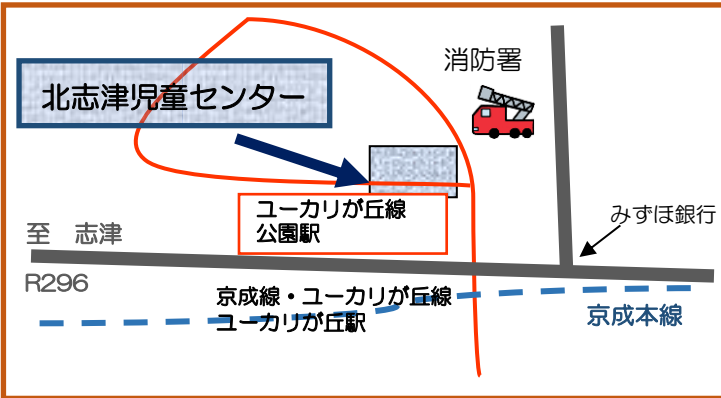 消防署
北志津児童センター
ユーカリが丘線
公園駅
みずほ銀行
至　志津
R296
京成線・ユーカリが丘線
ユーカリが丘駅
京成本線